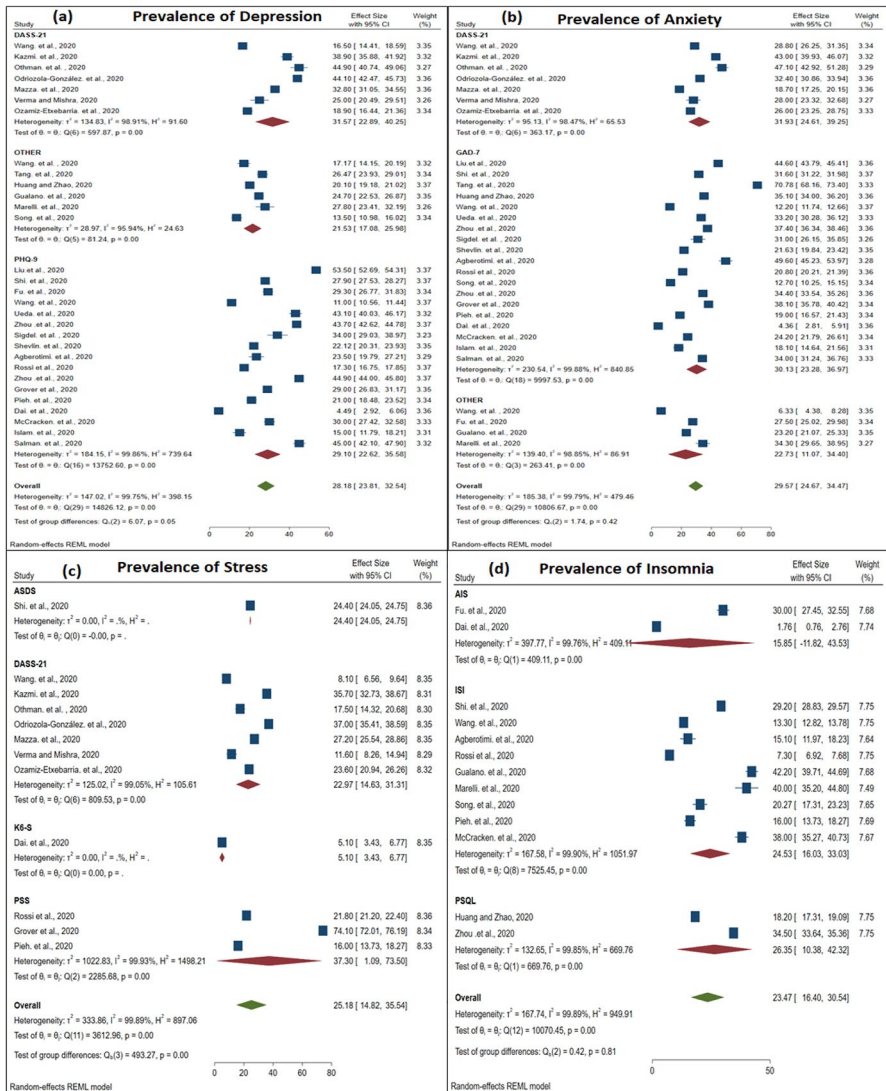 (a) Prevalence of Depression
Effect Size Weight
Study with 95% CI (%)
DASS-21
Wang. et al., 2020 16.50 [ 14.41, 18.59] 3.35
Kazmi. et al., 2020 38.90 [ 35.88, 41.92] 3.32
Othman. et al., 2020 44.90 [ 40.74, 49.06] 3.27
Odriozola-González. et al., 2020 44.10 [ 42.47, 45.73] 3.36
Mazza. et al., 2020 32.80 [ 31.05, 34.55] 3.36
Verma and Mishra, 2020 25.00 [ 20.49, 29.51] 3.26
Ozamiz-Etxebarria. et al., 2020 18.90 [ 16.44, 21.36] 3.34
Heterogeneity: τ² = 134.83, I² = 98.91%, H² = 91.60 31.57 [ 22.89, 40.25]
Test of θᵢ = θⱼ: Q(6) = 597.87, p = 0.00
OTHER
Wang. et al. , 2020 17.17 [ 14.15, 20.19] 3.32
Tang. et al., 2020 26.47 [ 23.93, 29.01] 3.34
Huang and Zhao, 2020 20.10 [ 19.18, 21.02] 3.37
Gualano. et al., 2020 24.70 [ 22.53, 26.87] 3.35
Marelli. et al., 2020 27.80 [ 23.41, 32.19] 3.26
Song. et al., 2020 13.50 [ 10.98, 16.02] 3.34
Heterogeneity: τ² = 28.97, I² = 95.94%, H² = 24.63 21.53 [ 17.08, 25.98]
Test of θᵢ = θⱼ: Q(5) = 81.24, p = 0.00
PHQ-9
Liu et al., 2020 53.50 [ 52.69, 54.31] 3.37
Shi. et al., 2020 27.90 [ 27.53, 28.27] 3.37
Fu. et al., 2020 29.30 [ 26.77, 31.83] 3.34
Wang. et al., 2020 11.00 [ 10.56, 11.44] 3.37
Ueda. et al., 2020 43.10 [ 40.03, 46.17] 3.32
Zhou .et al., 2020 43.70 [ 42.62, 44.78] 3.37
Sigdel. et al., 2020 34.00 [ 29.03, 38.97] 3.23
Shevlin. et al., 2020 22.12 [ 20.31, 23.93] 3.35
Agberotimi. et al., 2020 23.50 [ 19.79, 27.21] 3.29
Rossi et al., 2020 17.30 [ 16.75, 17.85] 3.37
Zhou .et al., 2020 44.90 [ 44.00, 45.80] 3.37
Grover et al., 2020 29.00 [ 26.83, 31.17] 3.35
Pieh. et al., 2020 21.00 [ 18.48, 23.52] 3.34
Dai. et al., 2020 4.49 [ 2.92, 6.06] 3.36
McCracken. et al., 2020 30.00 [ 27.42, 32.58] 3.33
Islam. et al., 2020 15.00 [ 11.79, 18.21] 3.31
Salman. et al., 2020 45.00 [ 42.10, 47.90] 3.32
Heterogeneity: τ² = 184.15, I² = 99.86%, H² = 739.64 29.10 [ 22.62, 35.58]
Test of θᵢ = θⱼ: Q(16) = 13752.60, p = 0.00
Overall 28.18 [ 23.81, 32.54]
Heterogeneity: τ² = 147.02, I² = 99.75%, H² = 398.15
Test of θᵢ = θⱼ: Q(29) = 14826.12, p = 0.00
Test of group differences: Qb(2) = 6.07, p = 0.05
0 20 40 60
Random-effects REML model
(b) Prevalence of Anxiety
Effect Size Weight
Study with 95% CI (%)
DASS-21
Wang. et al., 2020 28.80 [ 26.25, 31.35] 3.34
Kazmi. et al., 2020 43.00 [ 39.93, 46.07] 3.32
Othman. et al., 2020 47.10 [ 42.92, 51.28] 3.29
Odriozola-González. et al., 2020 32.40 [ 30.86, 33.94] 3.36
Mazza. et al., 2020 18.70 [ 17.25, 20.15] 3.36
Verma and Mishra, 2020 28.00 [ 23.32, 32.68] 3.27
Ozamiz-Etxebarria. et al., 2020 26.00 [ 23.25, 28.75] 3.33
Heterogeneity: τ² = 95.13, I² = 98.47%, H² = 65.53 31.93 [ 24.61, 39.25]
Test of θᵢ = θⱼ: Q(6) = 363.17, p = 0.00
GAD-7
Liu et al., 2020 44.60 [ 43.79, 45.41] 3.36
Shi. et al., 2020 31.60 [ 31.22, 31.98] 3.37
Tang. et al., 2020 70.78 [ 68.16, 73.40] 3.33
Huang and Zhao, 2020 35.10 [ 34.00, 36.20] 3.36
Wang. et al., 2020 12.20 [ 11.74, 12.66] 3.37
Ueda. et al., 2020 33.20 [ 30.28, 36.12] 3.33
Zhou .et al., 2020 37.40 [ 36.34, 38.46] 3.36
Sigdel. et al., 2020 31.00 [ 26.15, 35.85] 3.26
Shevlin. et al., 2020 21.63 [ 19.84, 23.42] 3.35
Agberotimi. et al., 2020 49.60 [ 45.23, 53.97] 3.28
Rossi et al., 2020 20.80 [ 20.21, 21.39] 3.36
Song. et al., 2020 12.70 [ 10.25, 15.15] 3.34
Zhou .et al., 2020 34.40 [ 33.54, 35.26] 3.36
Grover et al., 2020 38.10 [ 35.78, 40.42] 3.34
Pieh. et al., 2020 19.00 [ 16.57, 21.43] 3.34
Dai. et al., 2020 4.36 [ 2.81, 5.91] 3.36
McCracken. et al., 2020 24.20 [ 21.79, 26.61] 3.34
Islam. et al., 2020 18.10 [ 14.64, 21.56] 3.31
Salman. et al., 2020 34.00 [ 31.24, 36.76] 3.33
Heterogeneity: τ² = 230.54, I² = 99.88%, H² = 840.85 30.13 [ 23.28, 36.97]
Test of θᵢ = θⱼ: Q(18) = 9997.53, p = 0.00
OTHER
Wang. et al. , 2020 6.33 [ 4.38, 8.28] 3.35
Fu. et al., 2020 27.50 [ 25.02, 29.98] 3.34
Gualano. et al., 2020 23.20 [ 21.07, 25.33] 3.35
Marelli. et al., 2020 34.30 [ 29.65, 38.95] 3.27
Heterogeneity: τ² = 139.40, I² = 98.85%, H² = 86.91 22.73 [ 11.07, 34.40]
Test of θᵢ = θⱼ: Q(3) = 263.41, p = 0.00
Overall 29.57 [ 24.67, 34.47]
Heterogeneity: τ² = 185.38, I² = 99.79%, H² = 479.46
Test of θᵢ = θⱼ: Q(29) = 10806.67, p = 0.00
Test of group differences: Qb(2) = 1.74, p = 0.42
0 20 40 60 80
Random-effects REML model
(c) Prevalence of Stress
Effect Size Weight
Study with 95% CI (%)
ASDS
Shi. et al., 2020 24.40 [ 24.05, 24.75] 8.36
Heterogeneity: τ² = 0.00, I² = .%, H² = . 24.40 [ 24.05, 24.75]
Test of θᵢ = θⱼ: Q(0) = -0.00, p = .
DASS-21
Wang. et al., 2020 8.10 [ 6.56, 9.64] 8.35
Kazmi. et al., 2020 35.70 [ 32.73, 38.67] 8.31
Othman. et al., 2020 17.50 [ 14.32, 20.68] 8.30
Odriozola-González. et al., 2020 37.00 [ 35.41, 38.59] 8.35
Mazza. et al., 2020 27.20 [ 25.54, 28.86] 8.35
Verma and Mishra, 2020 11.60 [ 8.26, 14.94] 8.29
Ozamiz-Etxebarria. et al., 2020 23.60 [ 20.94, 26.26] 8.32
Heterogeneity: τ² = 125.02, I² = 99.05%, H² = 105.61 22.97 [ 14.63, 31.31]
Test of θᵢ = θⱼ: Q(6) = 809.53, p = 0.00
K6-S
Dai. et al., 2020 5.10 [ 3.43, 6.77] 8.35
Heterogeneity: τ² = 0.00, I² = .%, H² = . 5.10 [ 3.43, 6.77]
Test of θᵢ = θⱼ: Q(0) = 0.00, p = .
PSS
Rossi et al., 2020 21.80 [ 21.20, 22.40] 8.36
Grover et al., 2020 74.10 [ 72.01, 76.19] 8.34
Pieh. et al., 2020 16.00 [ 13.73, 18.27] 8.33
Heterogeneity: τ² = 1022.83, I² = 99.93%, H² = 1498.21 37.30 [ 1.09, 73.50]
Test of θᵢ = θⱼ: Q(2) = 2285.68, p = 0.00
Overall 25.18 [ 14.82, 35.54]
Heterogeneity: τ² = 333.86, I² = 99.89%, H² = 897.06
Test of θᵢ = θⱼ: Q(11) = 3612.96, p = 0.00
Test of group differences: Qb(3) = 493.27, p = 0.00
0 20 40 60 80
Random-effects REML model
(d) Prevalence of Insomnia
Effect Size Weight
Study with 95% CI (%)
AIS
Fu. et al., 2020 30.00 [ 27.45, 32.55] 7.68
Dai. et al., 2020 1.76 [ 0.76, 2.76] 7.74
Heterogeneity: τ² = 397.77, I² = 99.76%, H² = 409.11 15.85 [ -11.82, 43.53]
Test of θᵢ = θⱼ: Q(1) = 409.11, p = 0.00
ISI
Shi. et al., 2020 29.20 [ 28.83, 29.57] 7.75
Wang. et al., 2020 13.30 [ 12.82, 13.78] 7.75
Agberotimi. et al., 2020 15.10 [ 11.97, 18.23] 7.64
Rossi et al., 2020 7.30 [ 6.92, 7.68] 7.75
Gualano. et al., 2020 42.20 [ 39.71, 44.69] 7.68
Marelli. et al., 2020 40.00 [ 35.20, 44.80] 7.49
Song. et al., 2020 20.27 [ 17.31, 23.23] 7.65
Pieh. et al., 2020 16.00 [ 13.73, 18.27] 7.69
McCracken. et al., 2020 38.00 [ 35.27, 40.73] 7.67
Heterogeneity: τ² = 167.58, I² = 99.90%, H² = 1051.97 24.53 [ 16.03, 33.03]
Test of θᵢ = θⱼ: Q(8) = 7525.45, p = 0.00
PSQL
Huang and Zhao, 2020 18.20 [ 17.31, 19.09] 7.75
Zhou .et al., 2020 34.50 [ 33.64, 35.36] 7.75
Heterogeneity: τ² = 132.65, I² = 99.85%, H² = 669.76 26.35 [ 10.38, 42.32]
Test of θᵢ = θⱼ: Q(1) = 669.76, p = 0.00
Overall 23.47 [ 16.40, 30.54]
Heterogeneity: τ² = 167.74, I² = 99.89%, H² = 949.91
Test of θᵢ = θⱼ: Q(12) = 10070.45, p = 0.00
Test of group differences: Qb(2) = 0.42, p = 0.81
0 50
Random-effects REML model